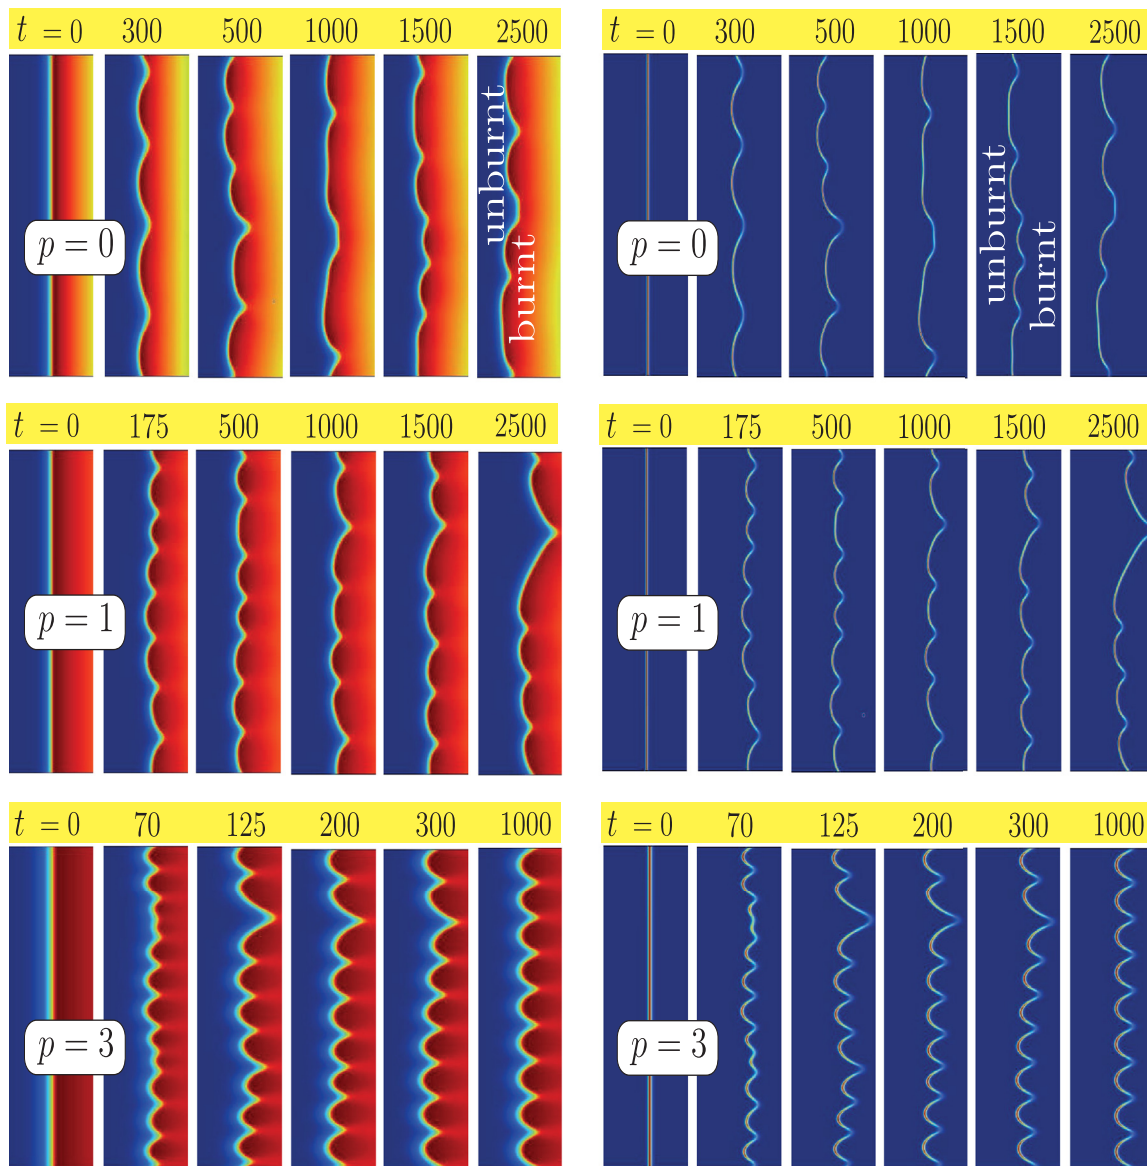 t = 0 300 500 1000 1500 2500
unburnt
burnt
p = 0
t = 0 300 500 1000 1500 2500
unburnt
burnt
p = 0
t = 0 175 500 1000 1500 2500
p = 1
t = 0 175 500 1000 1500 2500
p = 1
t = 0 70 125 200 300 1000
p = 3
t = 0 70 125 200 300 1000
p = 3